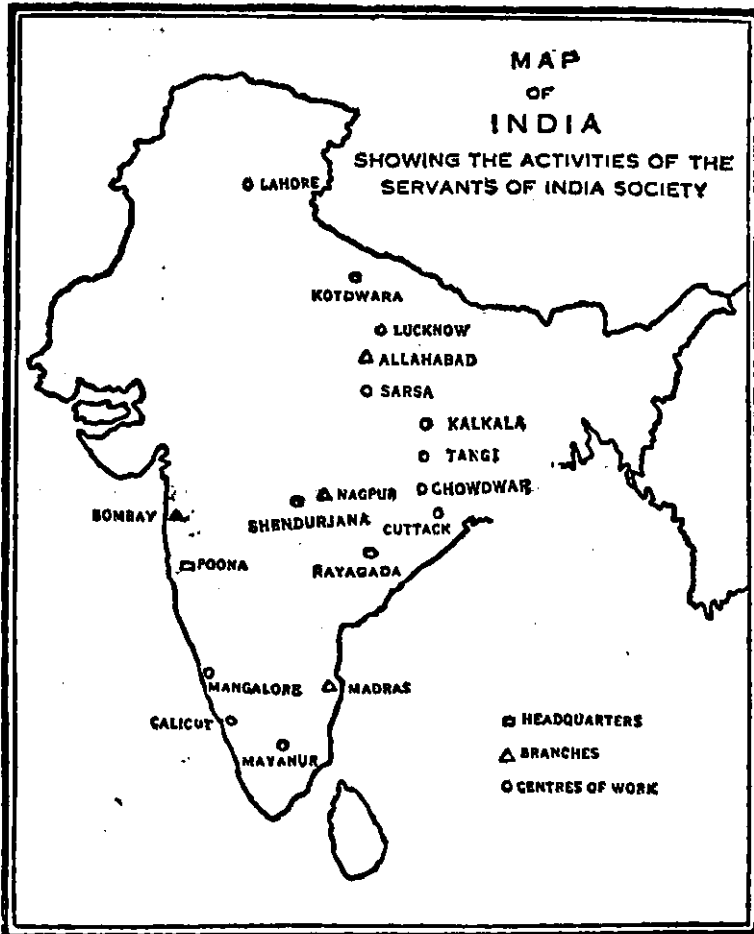 MAP
OF
INDIA
SHOWING THE ACTIVITIES OF THE
SERVANTS OF INDIA SOCIETY
LAHORE
KOTDWARA
LUCKNOW
ALLAHABAD
SARSA
KALKALA
TANGI
NAGPUR
CHOWDWAR
BOMBAY
SHENDURJANA
CUTTACK
POONA
RAYAGADA
MANGALORE
MADRAS
CALICUT
MAYANUR
HEADQUARTERS
BRANCHES
CENTRES OF WORK